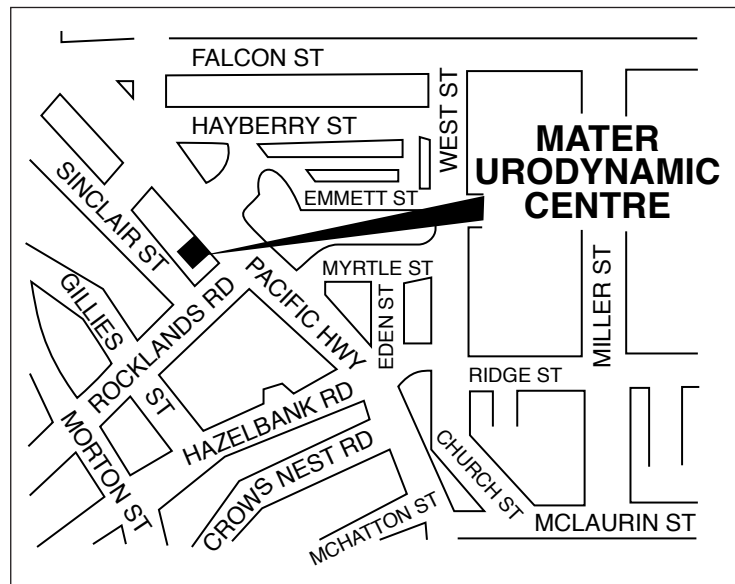 FALCON ST
HAYBERRY ST
WEST ST
MATER
URODYNAMIC
CENTRE
SINCLAIR ST
EMMETT ST
MYRTLE ST
PACIFIC HWY
GILLIES
ST
ROCKLANDS RD
EDEN ST
MILLER ST
RIDGE ST
HAZELBANK RD
MORTON ST
CROWS NEST RD
CHURCH ST
MCHATTON ST
MCLAURIN ST